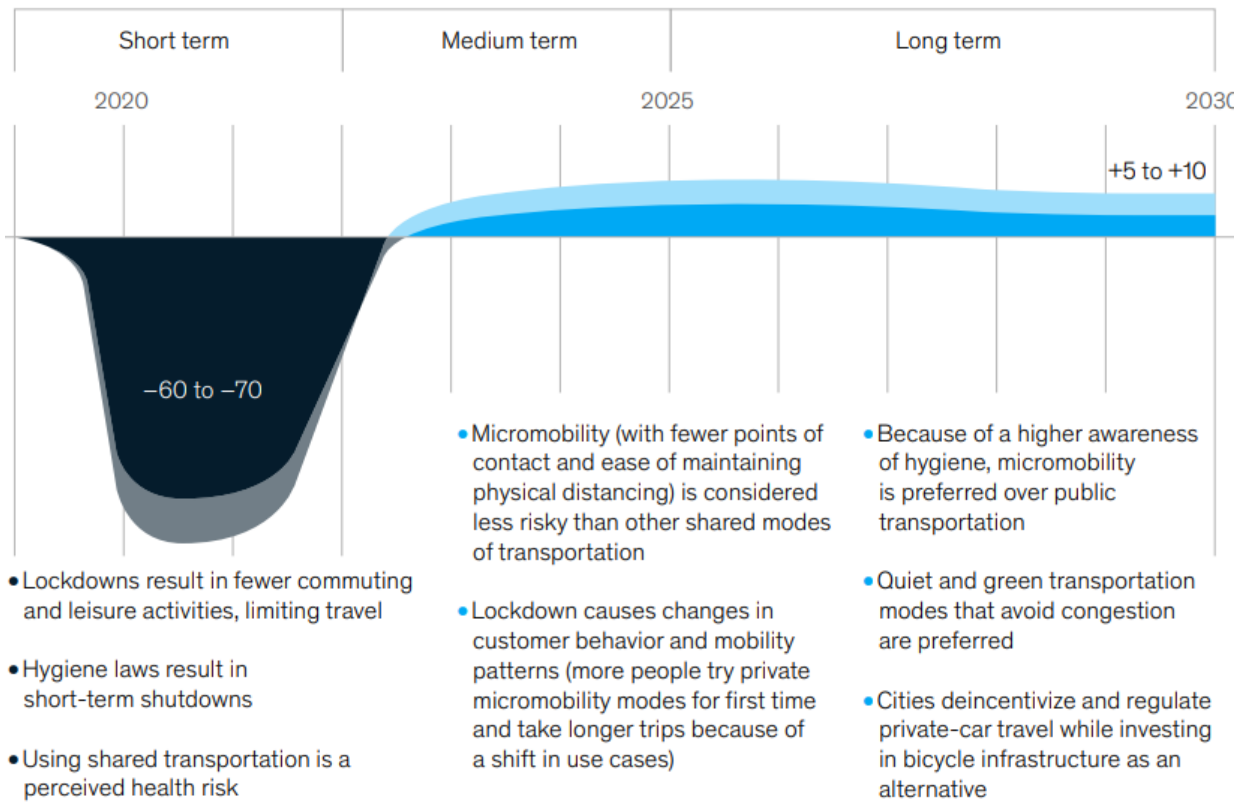 Short term
Medium term
Long term
2020
2025
2030
+5 to +10
–60 to –70
• Lockdowns result in fewer commuting
and leisure activities, limiting travel
• Hygiene laws result in
short-term shutdowns
• Using shared transportation is a
perceived health risk
• Micromobility (with fewer points of
contact and ease of maintaining
physical distancing) is considered
less risky than other shared modes
of transportation
• Lockdown causes changes in
customer behavior and mobility
patterns (more people try private
micromobility modes for first time
and take longer trips because of
a shift in use cases)
• Because of a higher awareness
of hygiene, micromobility
is preferred over public
transportation
• Quiet and green transportation
modes that avoid congestion
are preferred
• Cities deincentivize and regulate
private-car travel while investing
in bicycle infrastructure as an
alternative